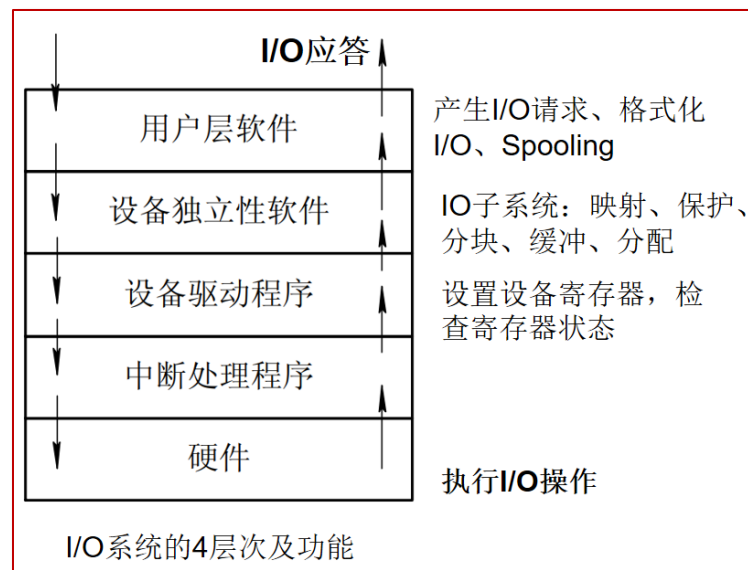 I/O应答
用户层软件
产生I/O请求、格式化
I/O、Spooling
设备独立性软件
IO子系统：映射、保护、
分块、缓冲、分配
设备驱动程序
设置设备寄存器，检
查寄存器状态
中断处理程序
硬件
执行I/O操作
I/O系统的4层次及功能